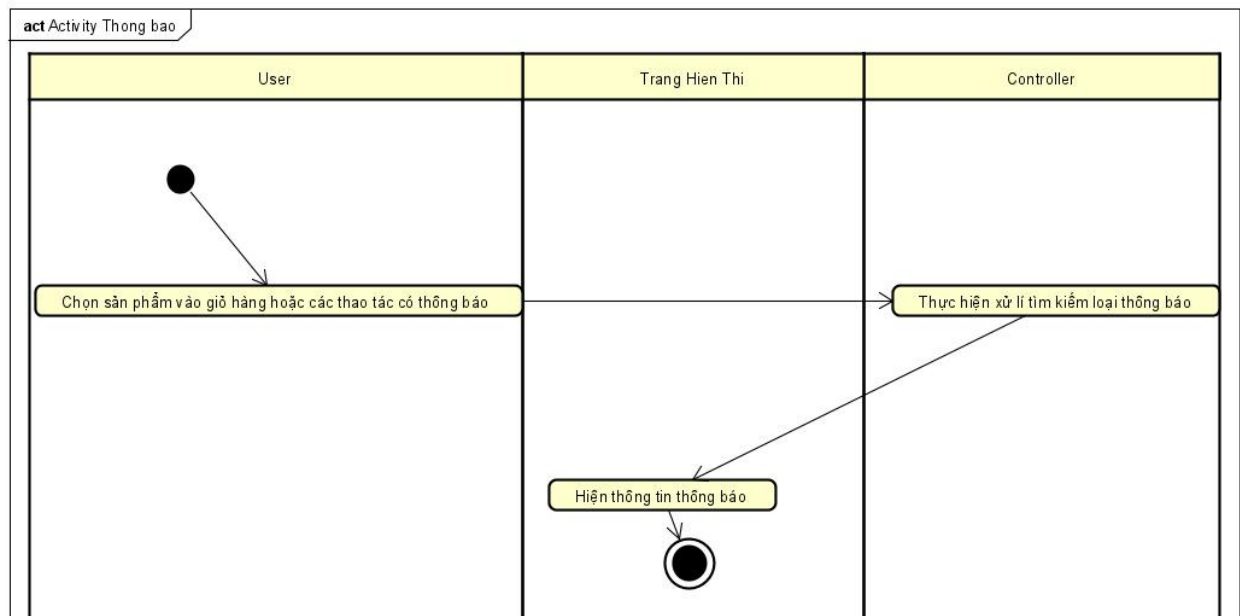 act Activity Thong bao
User
Trang Hien Thi
Controller
Chọn sản phẩm vào giỏ hàng hoặc các thao tác có thông báo
Thực hiện xử lí tìm kiếm loại thông báo
Hiện thông tin thông báo